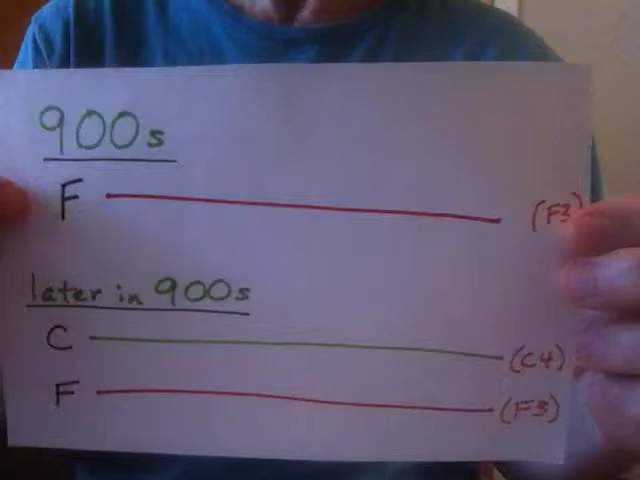 900s
F (F3)
later in 900s
C (C4)
F (F3)